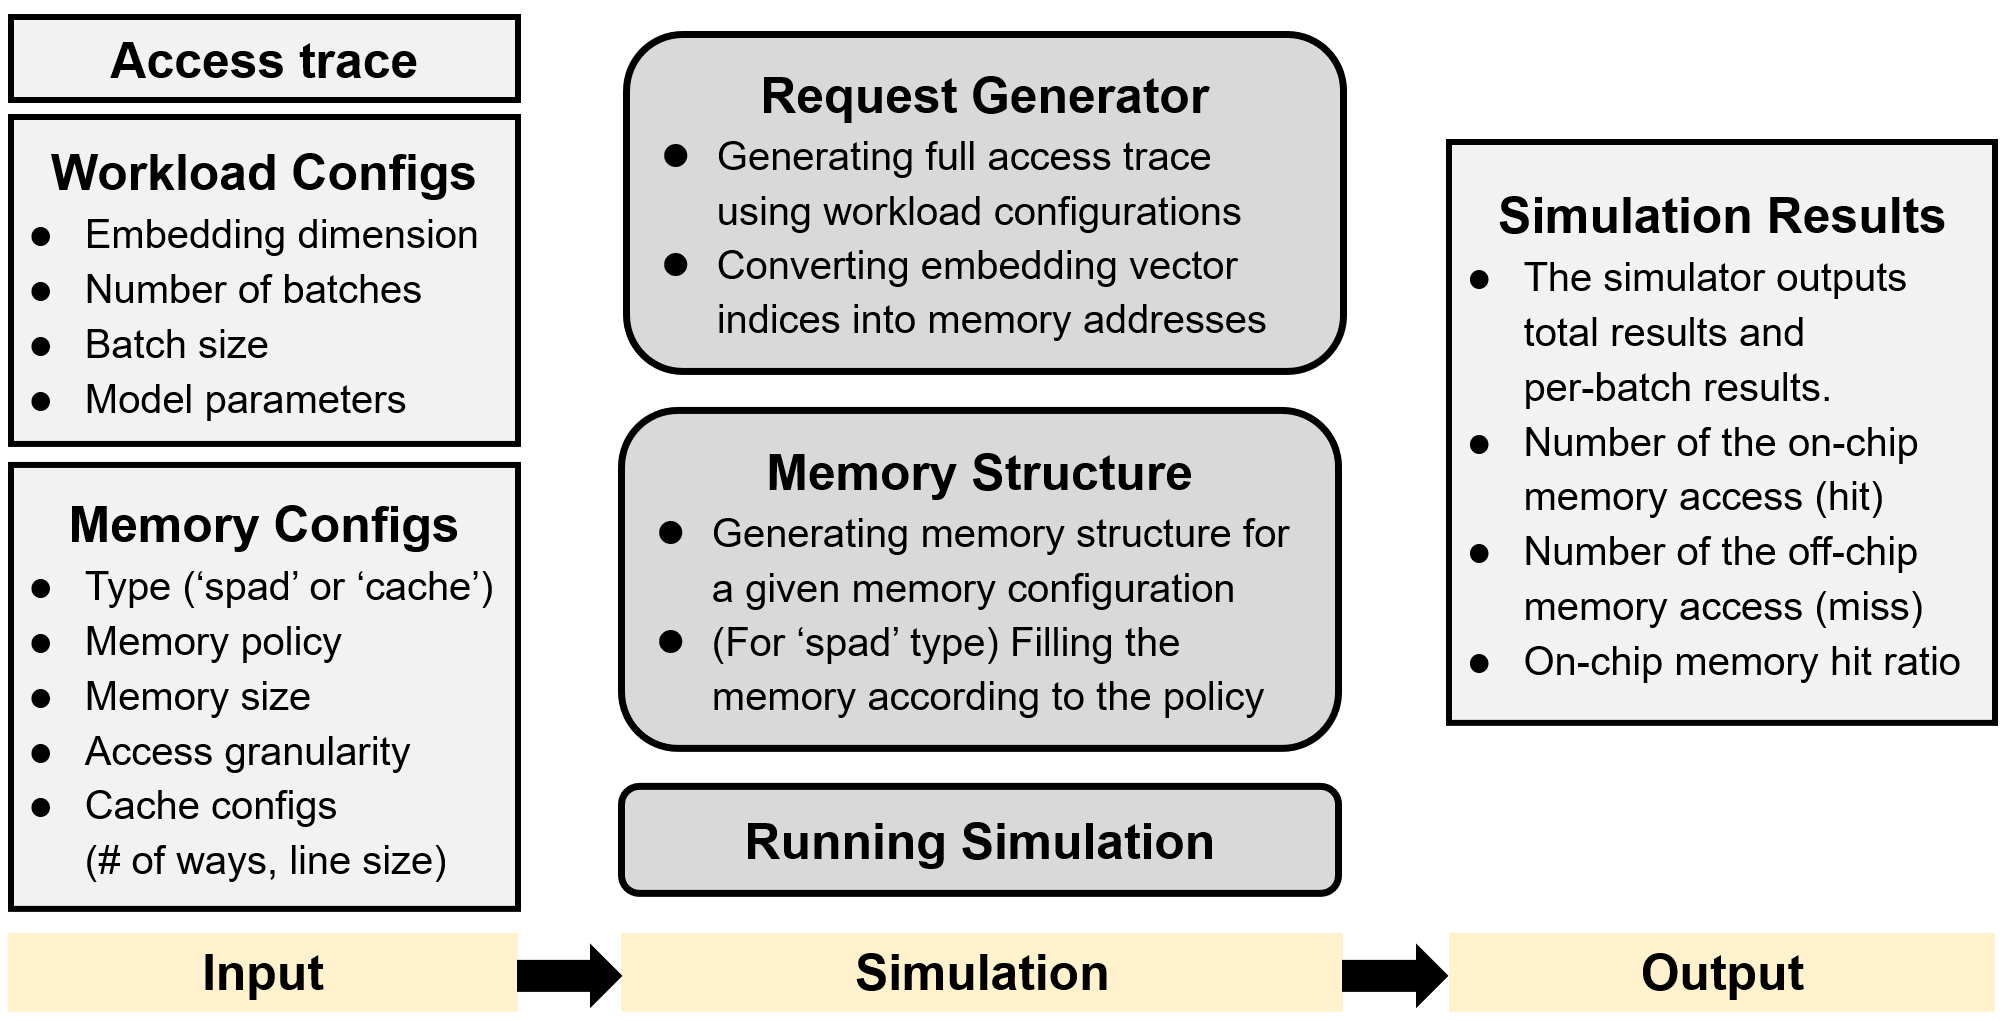 Access trace
Workload Configs
● Embedding dimension
● Number of batches
● Batch size
● Model parameters
Memory Configs
● Type (‘spad’ or ‘cache’)
● Memory policy
● Memory size
● Access granularity
● Cache configs
(# of ways, line size)
Input
Request Generator
● Generating full access trace
using workload configurations
● Converting embedding vector
indices into memory addresses
Memory Structure
● Generating memory structure for
a given memory configuration
● (For ‘spad’ type) Filling the
memory according to the policy
Running Simulation
Simulation
Simulation Results
● The simulator outputs
total results and
per-batch results.
● Number of the on-chip
memory access (hit)
● Number of the off-chip
memory access (miss)
● On-chip memory hit ratio
Output